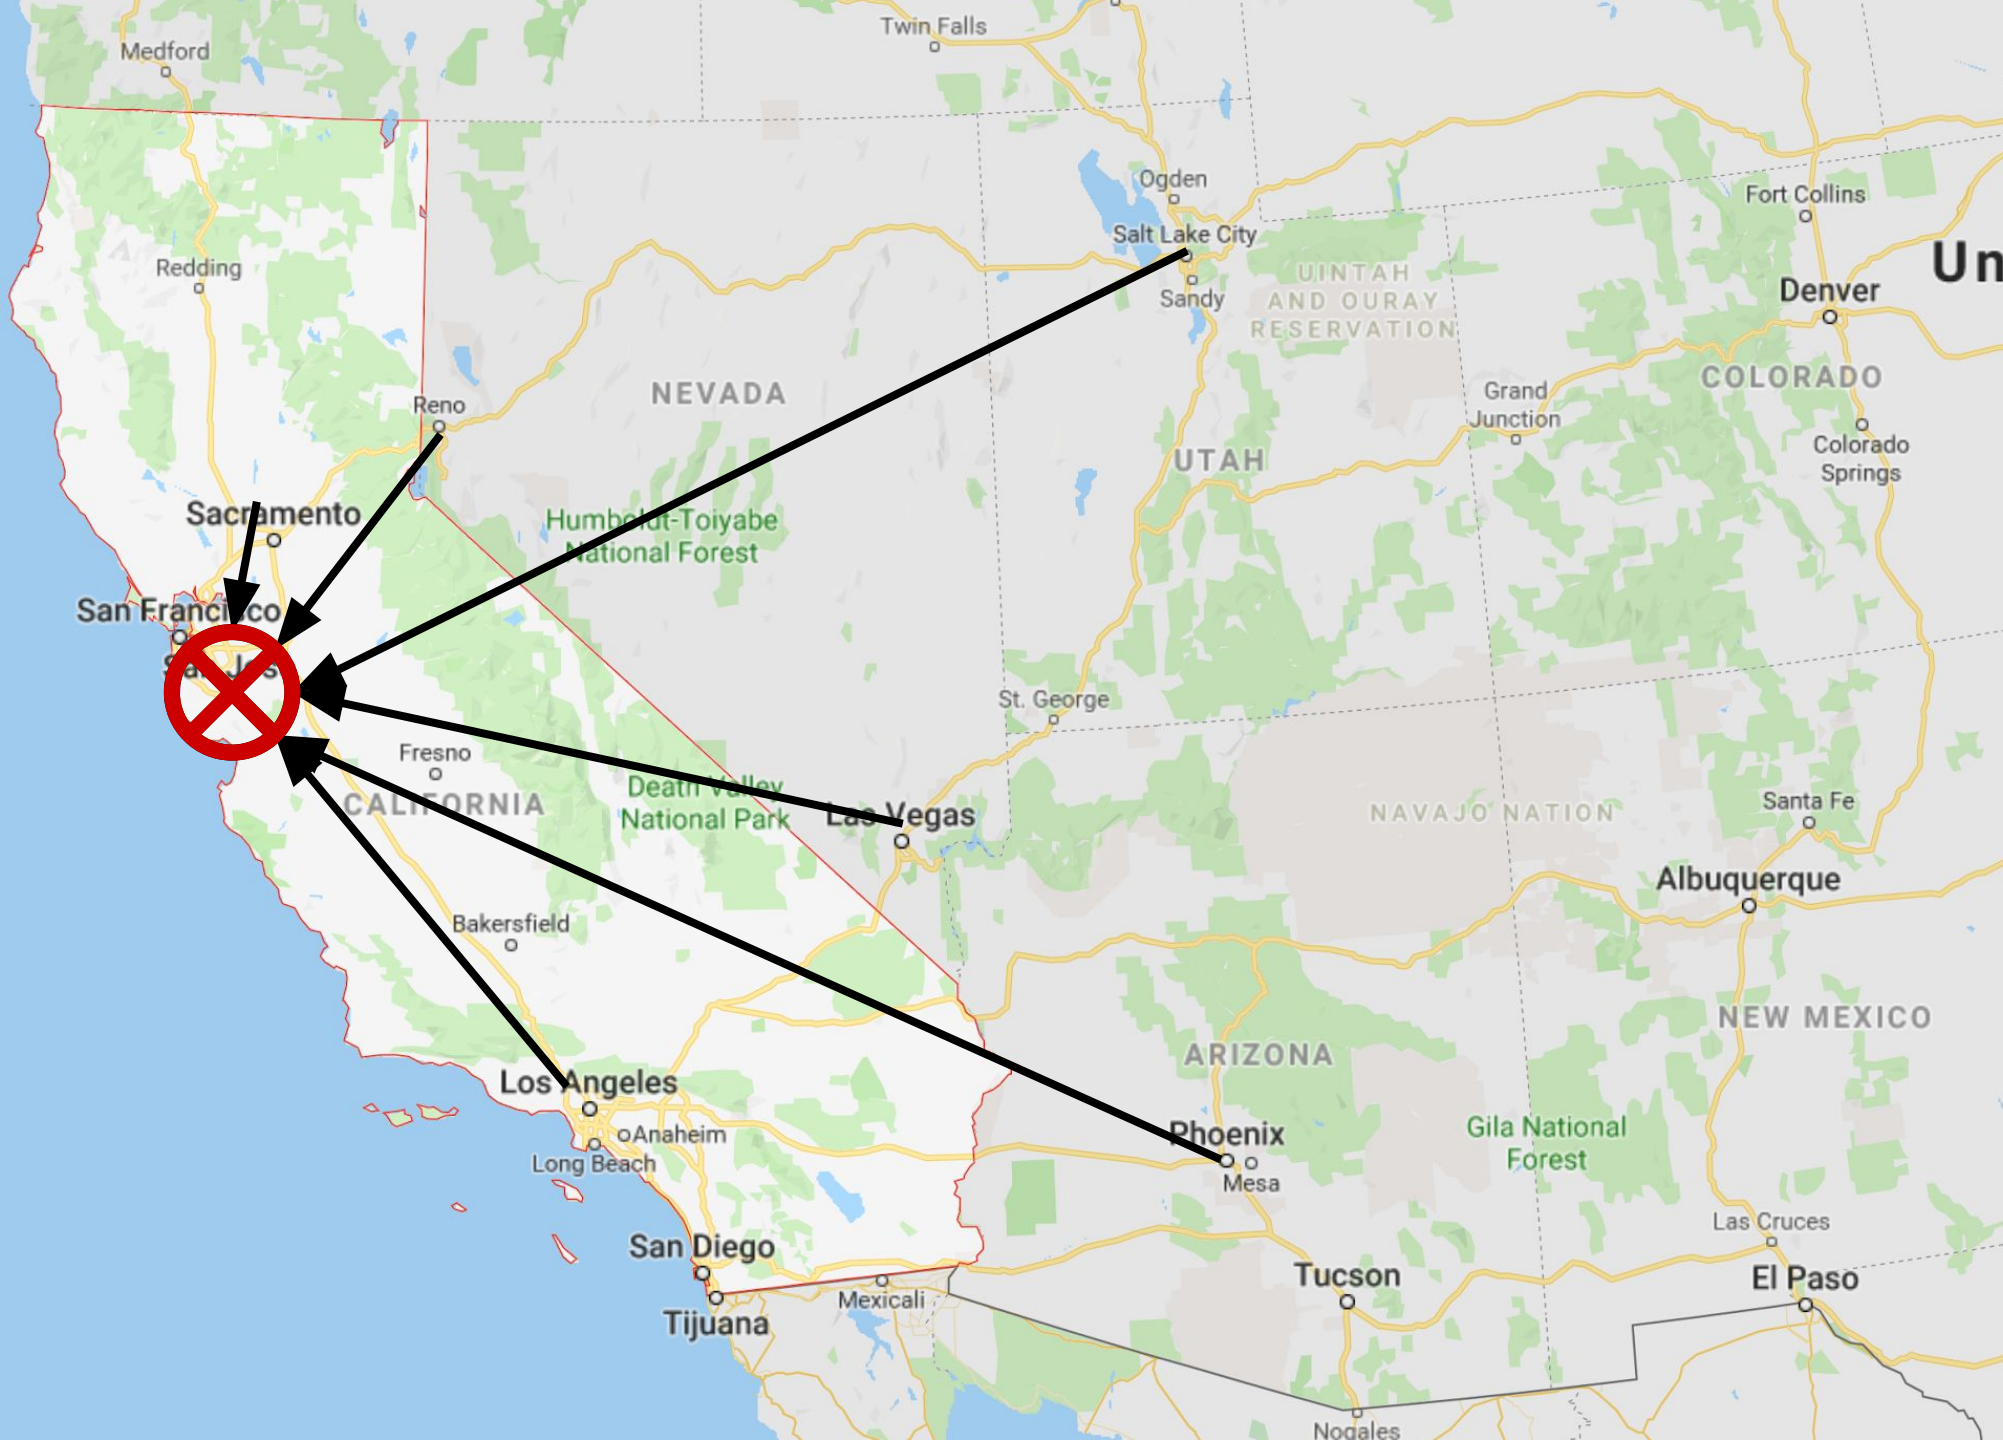 Twin Falls
Medford
Ogden
Fort Collins
Salt Lake City
Redding
UINTAH
AND OURAY
RESERVATION
Un
Denver
Sandy
COLORADO
NEVADA
Grand
Junction
Reno
Colorado
Springs
UTAH
Sacramento
Humboldt-Toiyabe
National Forest
San Francisco
San Jos
St. George
Fresno
Death Valley
National Park
CALIFORNIA
Las Vegas
NAVAJO NATION
Santa Fe
Albuquerque
Bakersfield
NEW MEXICO
ARIZONA
Los Angeles
Anaheim
Long Beach
Phoenix
Mesa
Gila National
Forest
Las Cruces
San Diego
Tucson
El Paso
Mexicali
Tijuana
Nogales